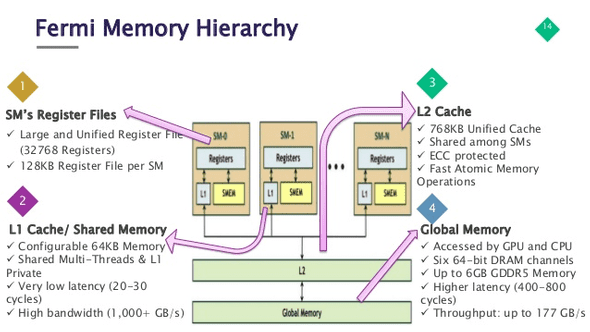 Fermi Memory Hierarchy
14
1
SM's Register Files
✓ Large and Unified Register File
(32768 Registers)
✓ 128KB Register File per SM
2
L1 Cache/ Shared Memory
✓ Configurable 64KB Memory
✓ Shared Multi-Threads & L1
Private
✓ Very low latency (20-30
cycles)
✓ High bandwidth (1,000+ GB/s)
SM-0
Registers
L1
SMEM
SM-1
Registers
L1
SMEM
SM-N
Registers
L1
SMEM
L2
Global Memory
3
L2 Cache
✓ 768KB Unified Cache
✓ Shared among SMs
✓ ECC protected
✓ Fast Atomic Memory
Operations
4
Global Memory
✓ Accessed by GPU and CPU
✓ Six 64-bit DRAM channels
✓ Up to 6GB GDDR5 Memory
✓ Higher latency (400-800
cycles)
✓ Throughput: up to 177 GB/s